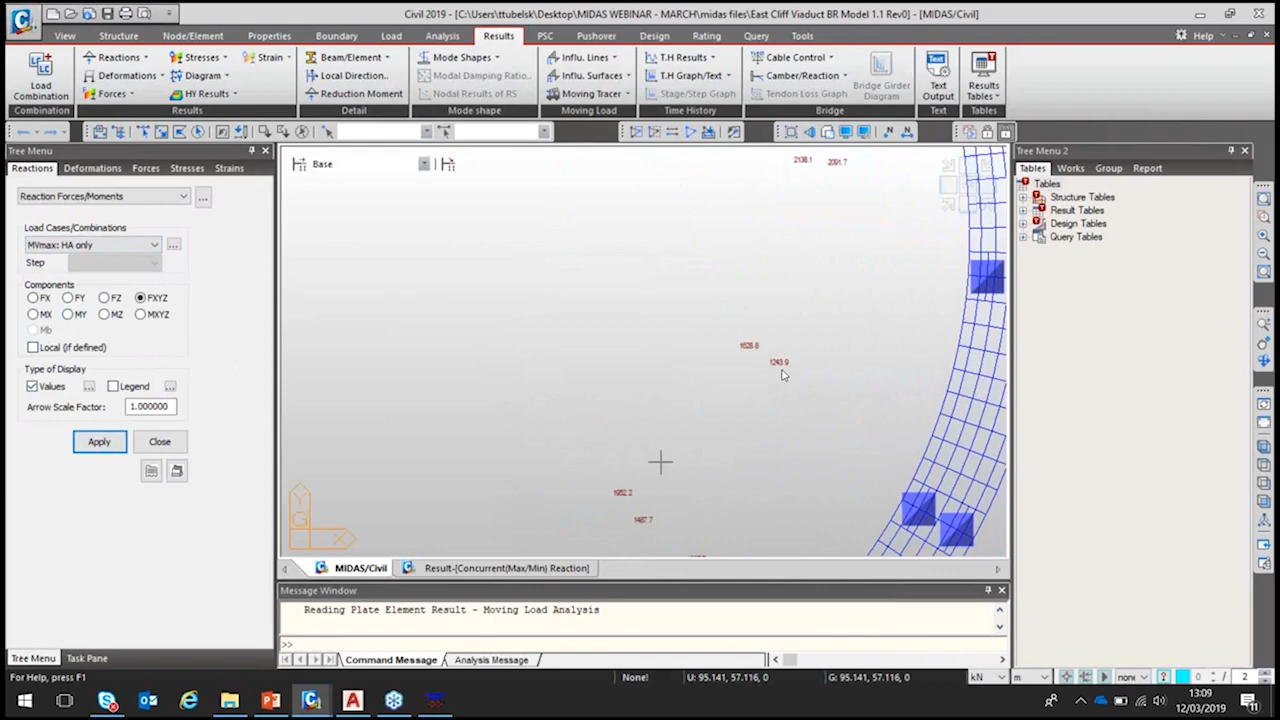 Civil 2019 - [C:\Users\ttubelsk\Desktop\MIDAS WEBINAR - MARCH\midas files\East Cliff Viaduct BR Model 1.1 Rev0] - [MIDAS/Civil]
View Structure Node/Element Properties Boundary Load Analysis Results PSC Pushover Design Rating Query Tools Help
Reactions Stresses Strain Beam/Element Mode Shapes Influ. Lines T.H Results Cable Control
Deformations Diagram Local Direction.. Modal Damping Ratio... Influ. Surfaces T.H Graph/Text Camber/Reaction
Forces HY Results Reduction Moment Nodal Results of RS Moving Tracer Stage/Step Graph Tendon Loss Graph
Load Combination
Bridge Girder Diagram
Text Output
Results Tables
Combination Results Detail Mode shape Moving Load Time History Bridge Text Tables
Tree Menu
Reactions Deformations Forces Stresses Strains
Reaction Forces/Moments
Load Cases/Combinations
MVmax: HA only
Step
Components
FX FY FZ FXYZ
MX MY MZ MXYZ
Mb
Local (if defined)
Type of Display
Values Legend
Arrow Scale Factor: 1.000000
Apply Close
Tree Menu Task Pane
Base
2138.1 2091.7
1628.8
1243.9
1952.2
1487.7
Y
G
X
MIDAS/Civil Result-[Concurrent(Max/Min) Reaction]
Message Window
Reading Plate Element Result - Moving Load Analysis
>>
Command Message Analysis Message
Tree Menu 2
Tables Works Group Report
Tables
Structure Tables
Result Tables
Design Tables
Query Tables
For Help, press F1 None! U: 95.141, 57.116, 0 G: 95.141, 57.116, 0 kN m none 0 / 2
13:09
12/03/2019
11